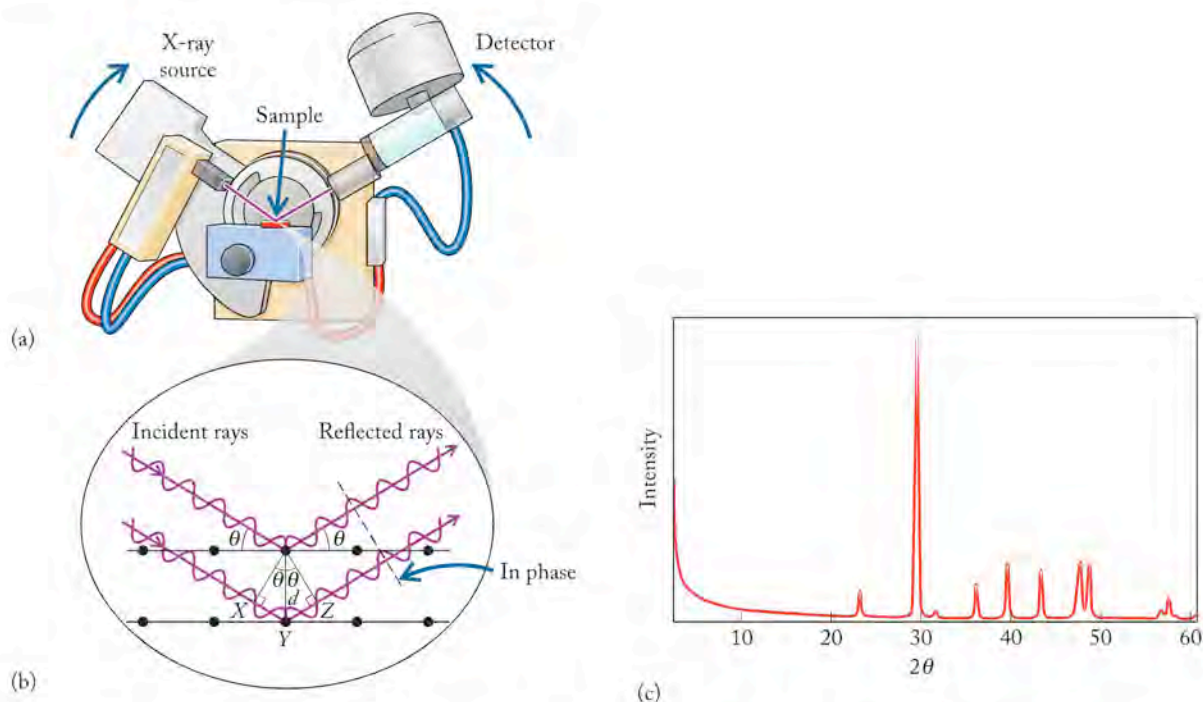 X-ray
source
Detector
Sample
(a)
Incident rays
Reflected rays
θ
θ
θ
θ
d
X
Z
Y
In phase
(b)
Intensity
10
20
30
40
50
60
2θ
(c)